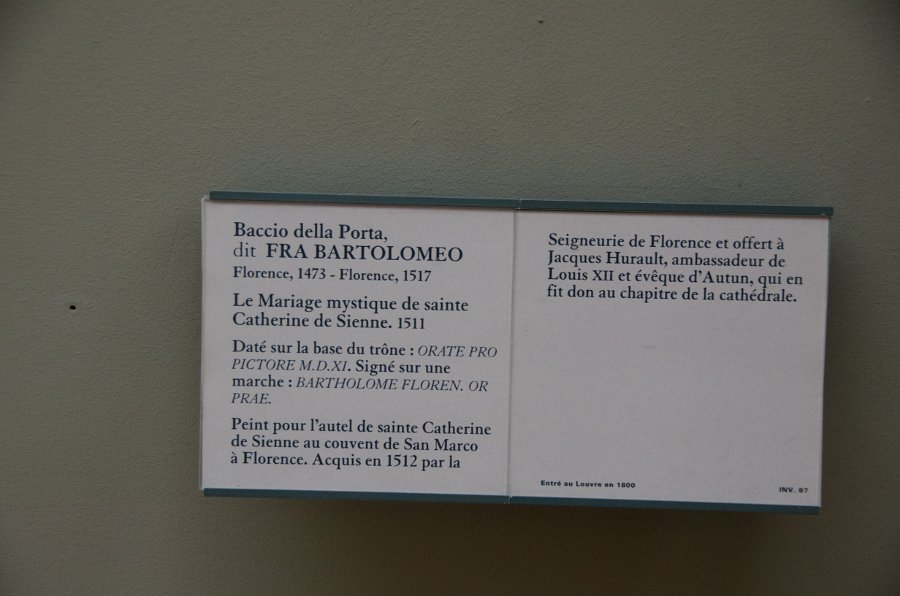 Baccio della Porta,
dit FRA BARTOLOMEO
Florence, 1473 - Florence, 1517
Le Mariage mystique de sainte
Catherine de Sienne. 1511
Daté sur la base du trône : ORATE PRO
PICTORE M.D.XI. Signé sur une
marche : BARTHOLOME FLOREN. OR
PRAE.
Peint pour l'autel de sainte Catherine
de Sienne au couvent de San Marco
à Florence. Acquis en 1512 par la
Seigneurie de Florence et offert à
Jacques Hurault, ambassadeur de
Louis XII et évêque d'Autun, qui en
fit don au chapitre de la cathédrale.
Entré au Louvre en 1800
INV. 97